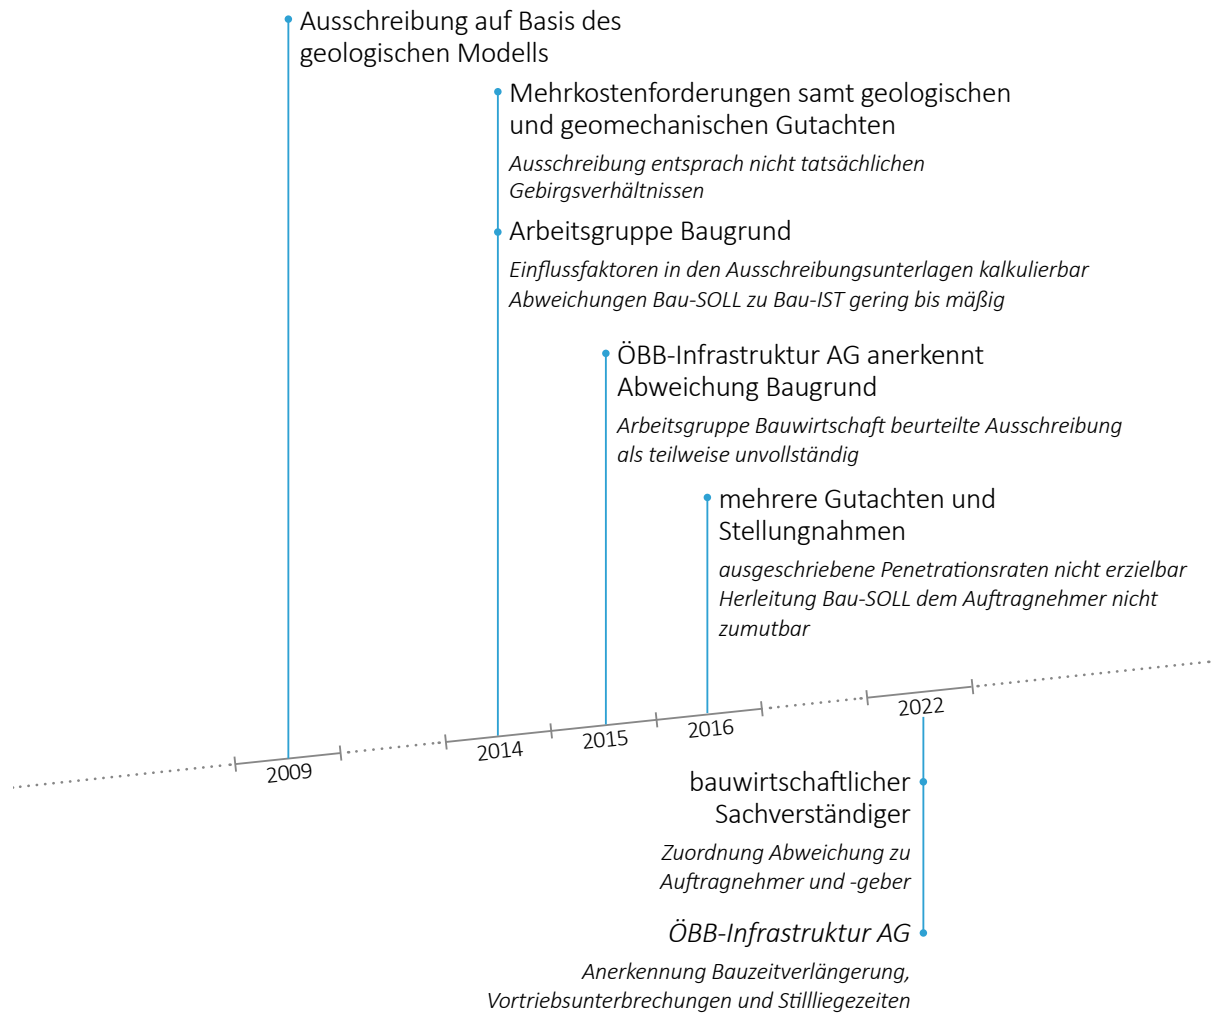 Ausschreibung auf Basis des
geologischen Modells
Mehrkostenforderungen samt geologischen
und geomechanischen Gutachten
Ausschreibung entsprach nicht tatsächlichen
Gebirgsverhältnissen
Arbeitsgruppe Baugrund
Einflussfaktoren in den Ausschreibungsunterlagen kalkulierbar
Abweichungen Bau-SOLL zu Bau-IST gering bis mäßig
ÖBB-Infrastruktur AG anerkennt
Abweichung Baugrund
Arbeitsgruppe Bauwirtschaft beurteilte Ausschreibung
als teilweise unvollständig
mehrere Gutachten und
Stellungnahmen
ausgeschriebene Penetrationsraten nicht erzielbar
Herleitung Bau-SOLL dem Auftragnehmer nicht
zumutbar
2009
2014
2015
2016
2022
bauwirtschaftlicher
Sachverständiger
Zuordnung Abweichung zu
Auftragnehmer und -geber
ÖBB-Infrastruktur AG
Anerkennung Bauzeitverlängerung,
Vortriebsunterbrechungen und Stillliegezeiten